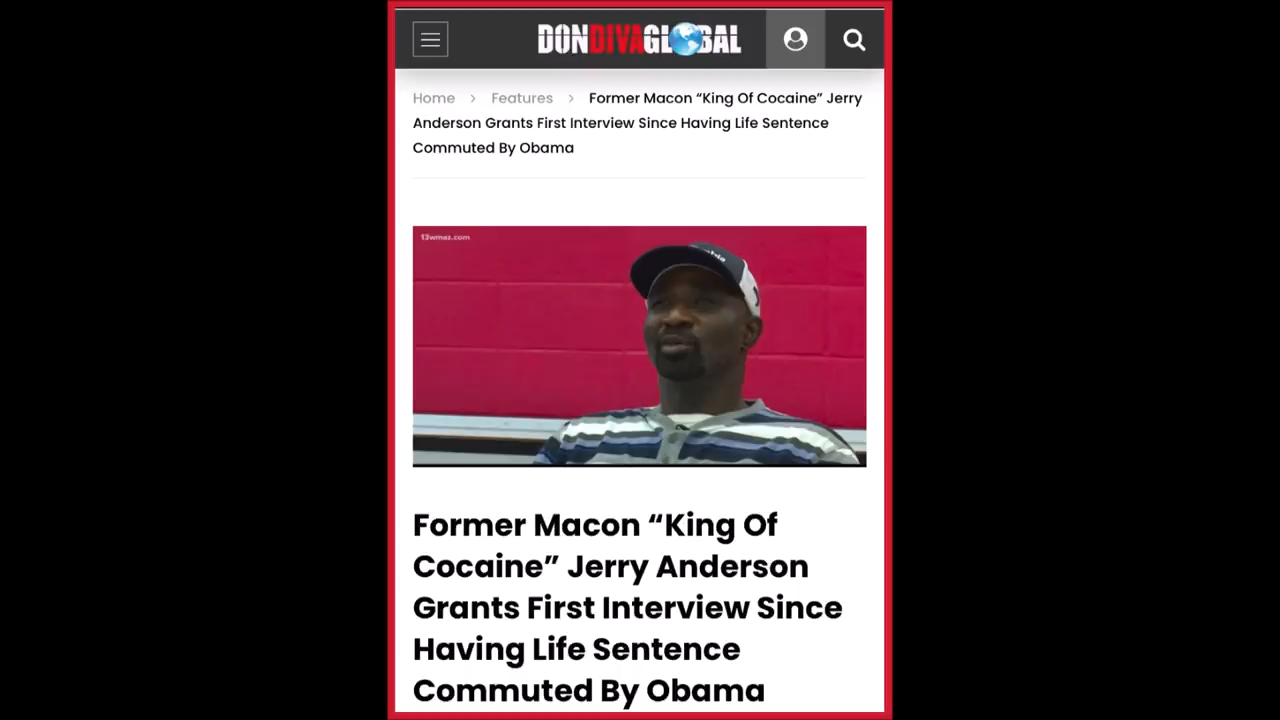 DONDIVAGLOBAL
Home > Features > Former Macon “King Of Cocaine” Jerry
Anderson Grants First Interview Since Having Life Sentence
Commuted By Obama
13wmaz.com
Former Macon “King Of
Cocaine” Jerry Anderson
Grants First Interview Since
Having Life Sentence
Commuted By Obama